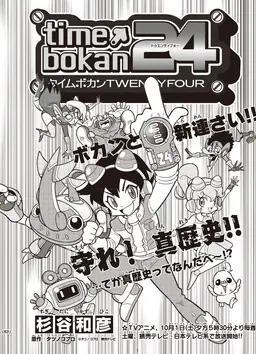 time
bokan
24
トゥエンティフォー
タイムボカンTWENTYFOUR
ボカンと
新連さい!!
24
守れ! 真歴史!!
…てか真歴史ってなんだべ〜!?
杉谷和彦
原作 タツノコプロ
☆TVアニメ、10月1日(土)夕方5時30分より毎週
土曜、読売テレビ・日本テレビ系で放送開始!!